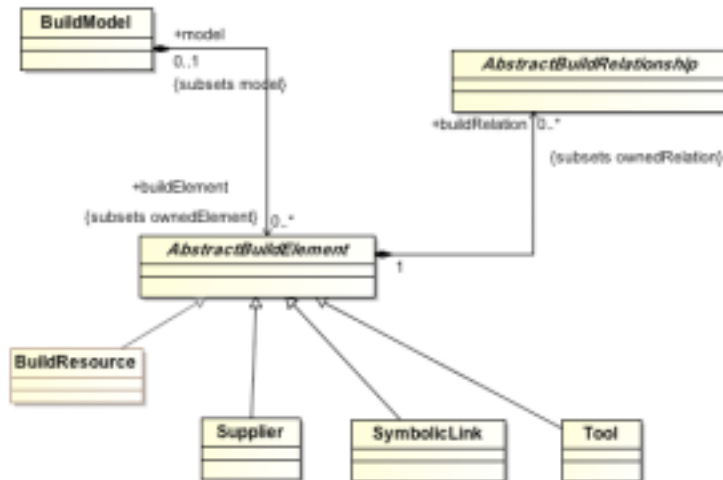 BuildModel
+model
0..1
{subsets model}
AbstractBuildRelationship
+buildRelation 0..*
{subsets ownedRelation}
+buildElement
{subsets ownedElement} 0..*
AbstractBuildElement
1
BuildResource
Supplier
SymbolicLink
Tool